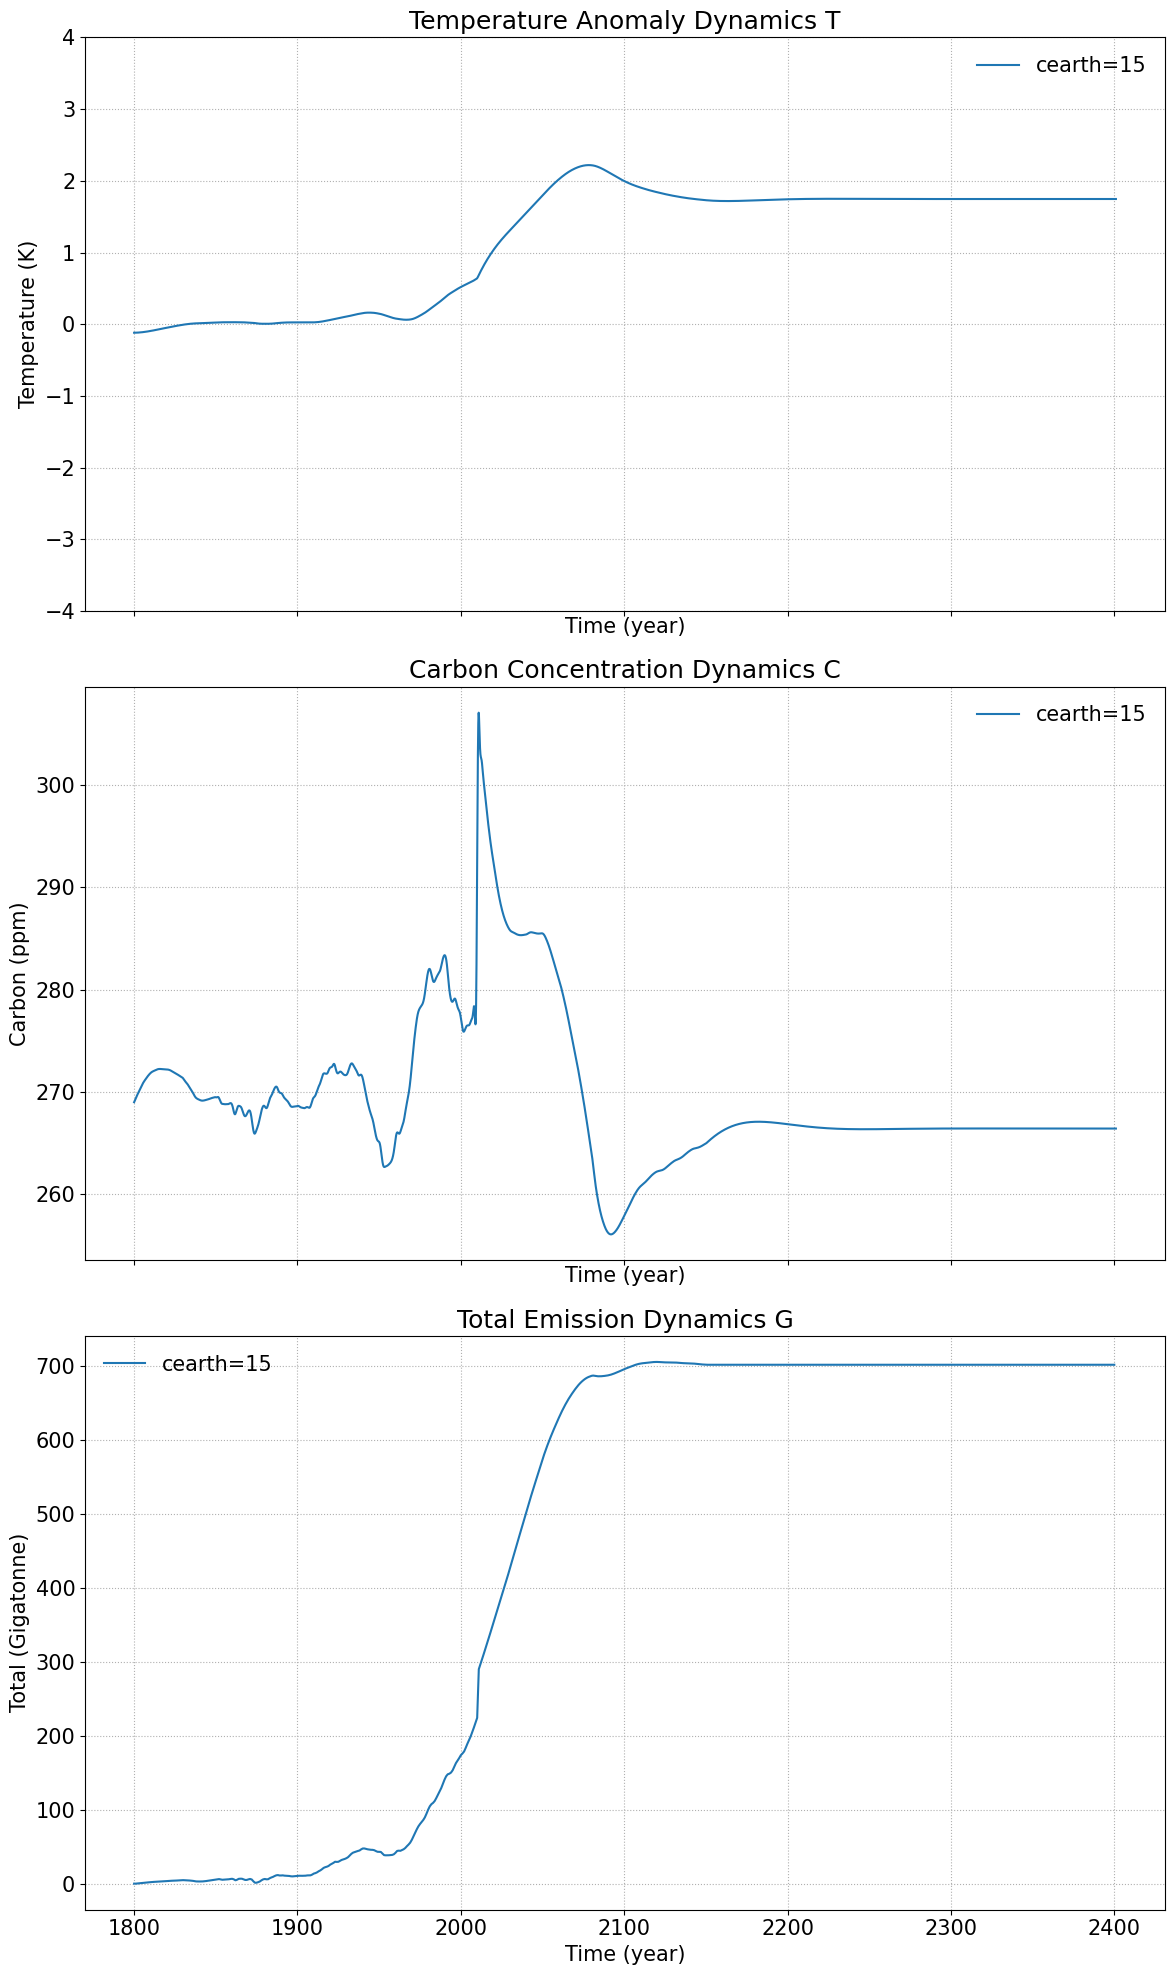 Temperature Anomaly Dynamics T
4
3
2
1
0
−1
−2
−3
−4
Temperature (K)
cearth=15
Time (year)
Carbon Concentration Dynamics C
300
290
280
270
260
Carbon (ppm)
cearth=15
Time (year)
Total Emission Dynamics G
700
600
500
400
300
200
100
0
Total (Gigatonne)
cearth=15
1800 1900 2000 2100 2200 2300 2400
Time (year)